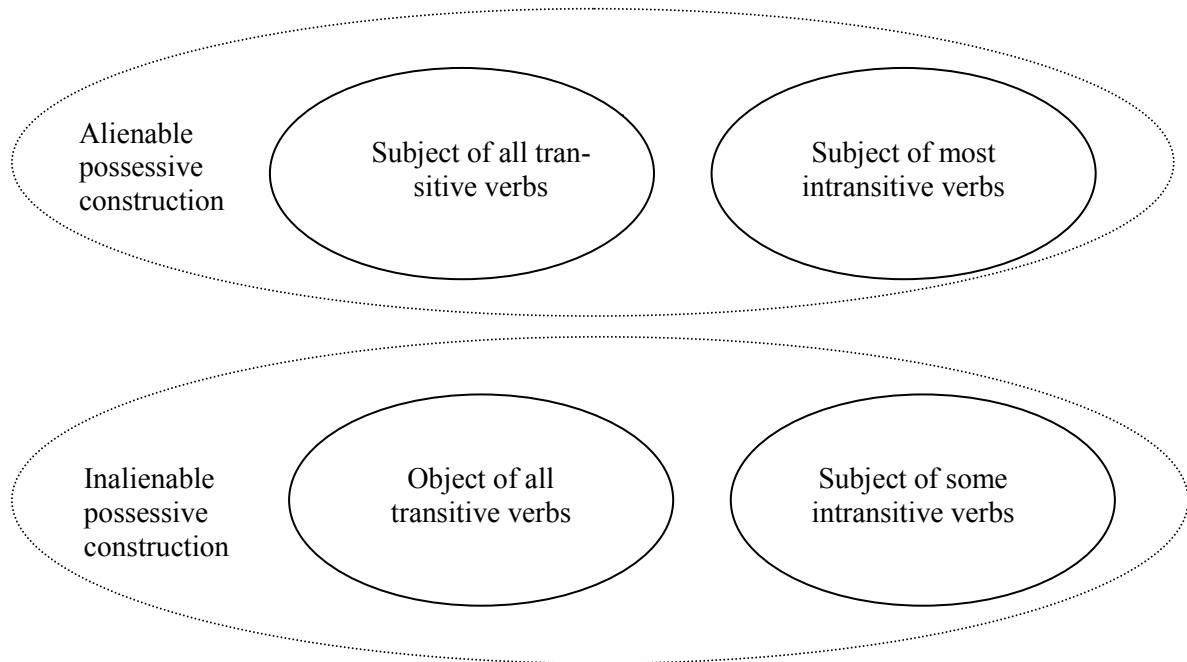 Alienable
possessive
construction
Subject of all tran-
sitive verbs
Subject of most
intransitive verbs
Inalienable
possessive
construction
Object of all
transitive verbs
Subject of some
intransitive verbs